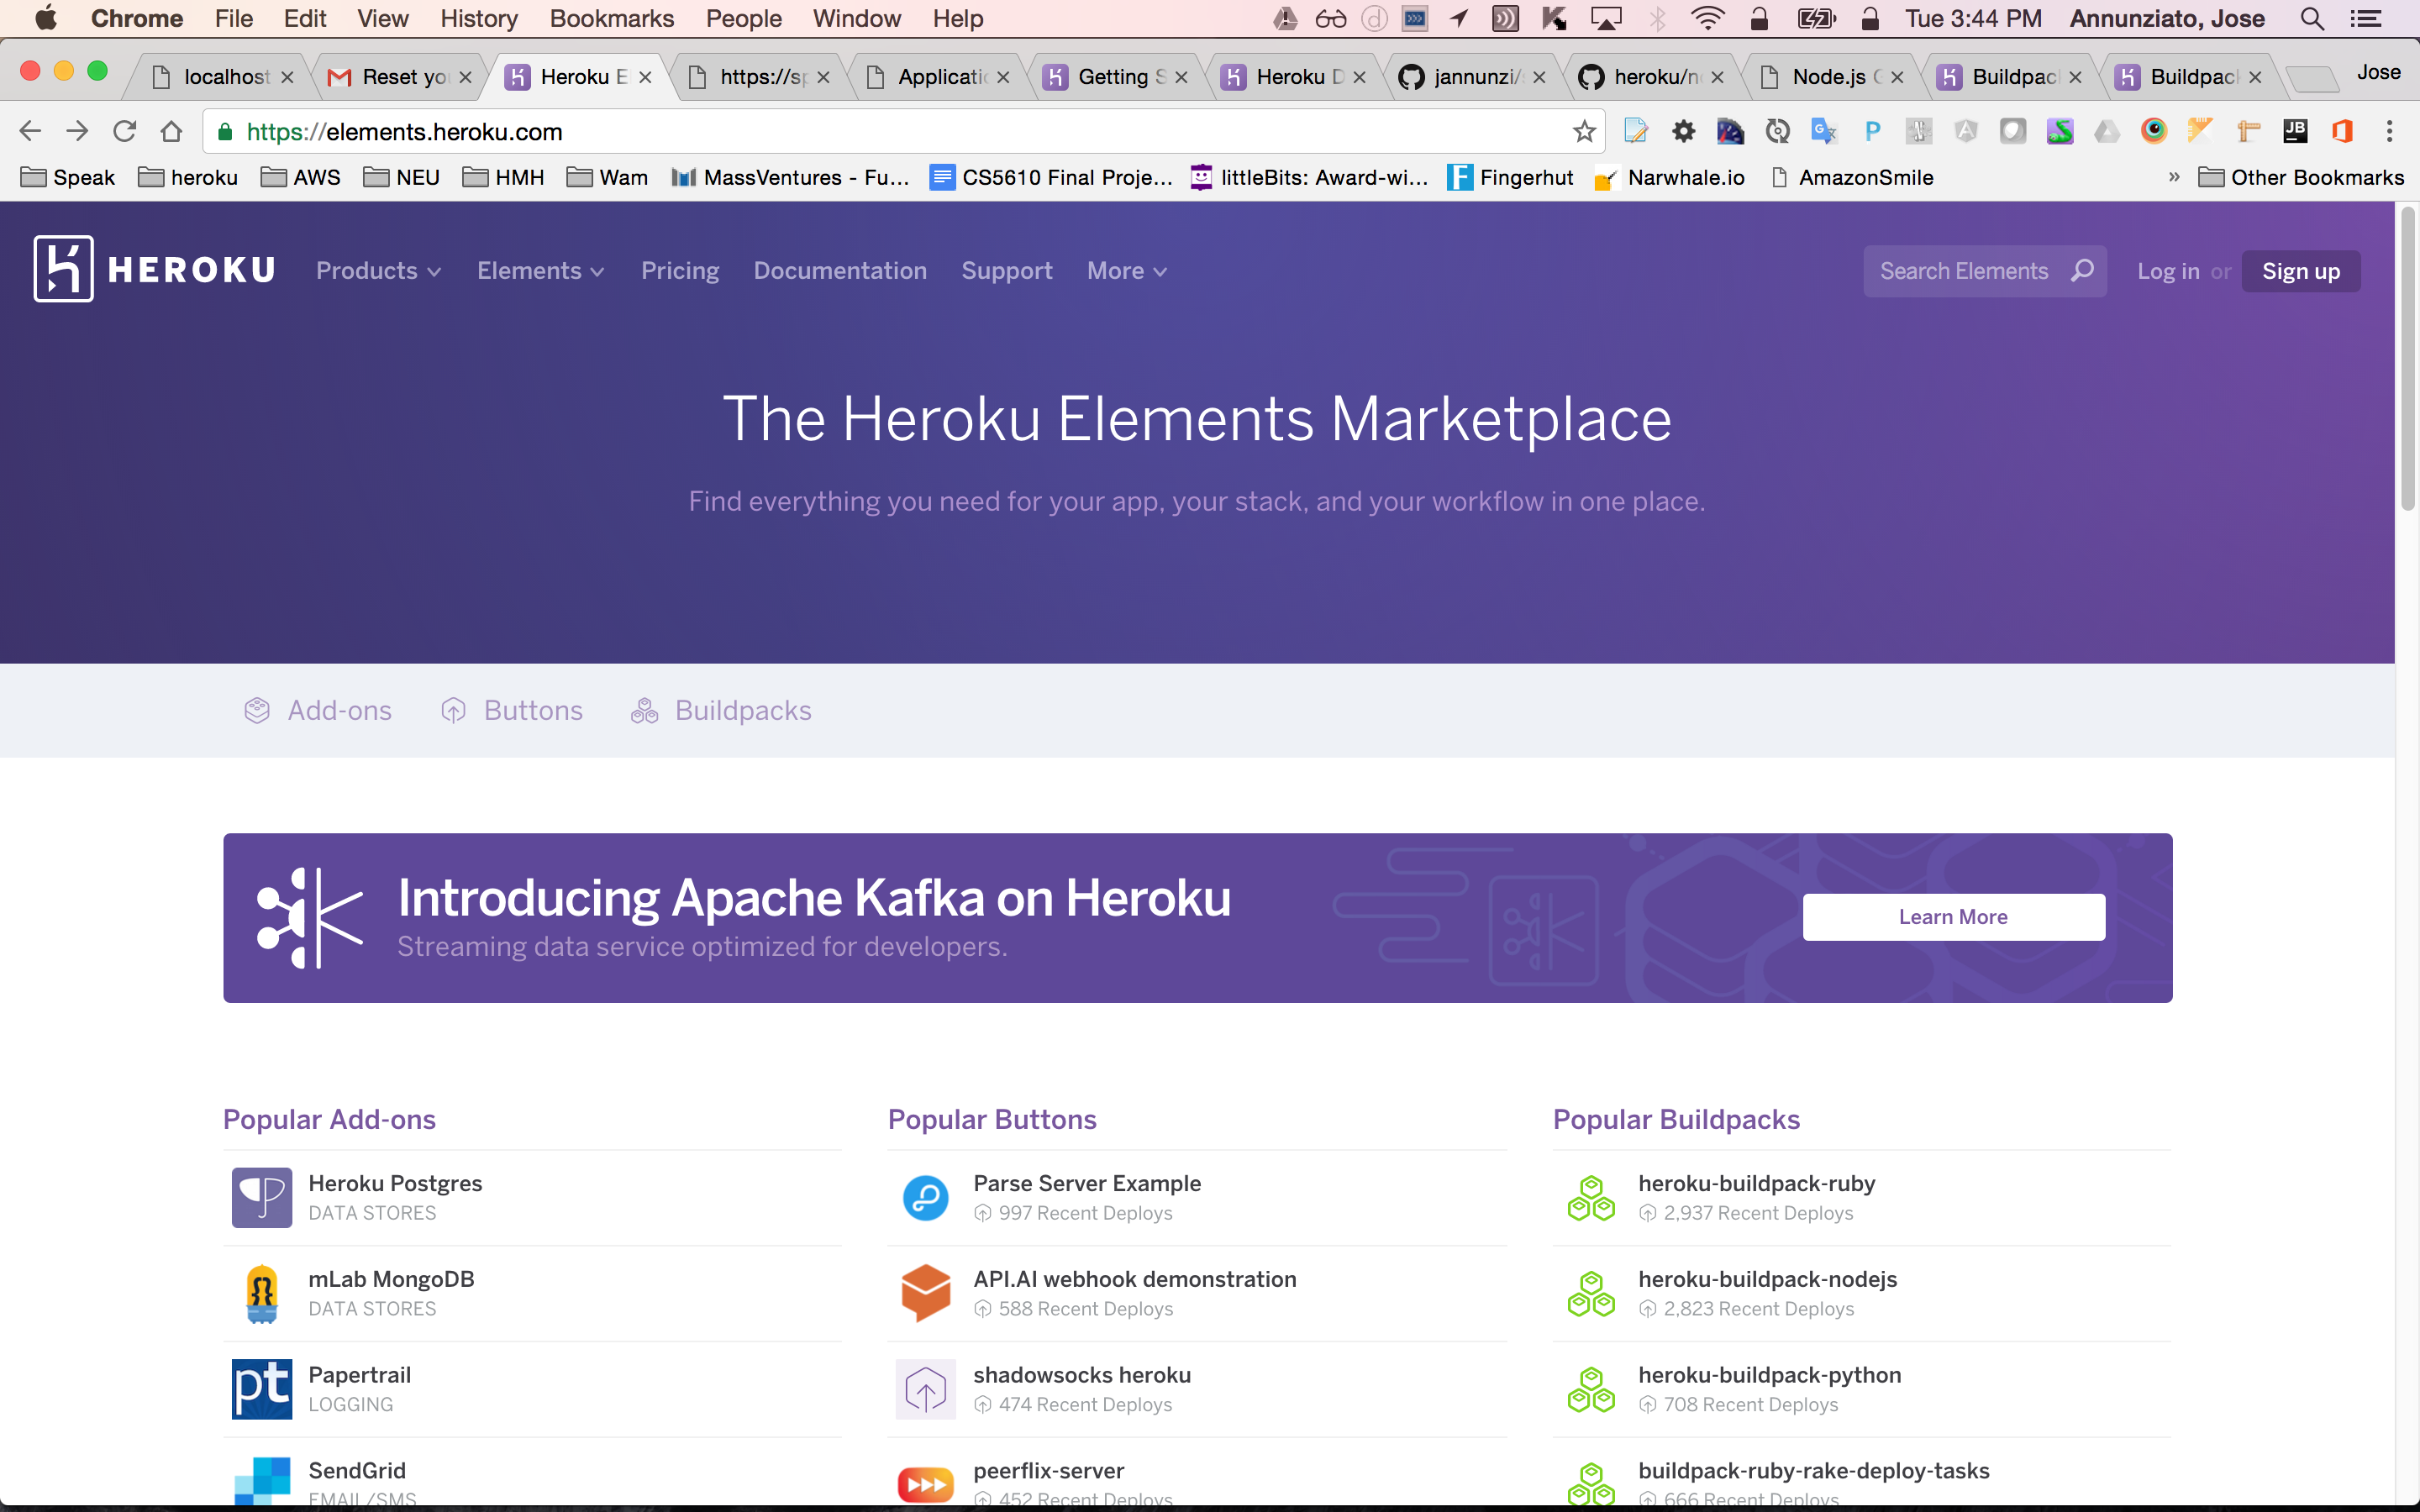 Chrome File Edit View History Bookmarks People Window Help Tue 3:44 PM Annunziato, Jose
localhost Reset yo Heroku E https://sp Applicati Getting S Heroku D jannunzi/ heroku/n Node.js Buildpac Buildpac Jose
https://elements.heroku.com
Speak heroku AWS NEU HMH Wam MassVentures - Fu... CS5610 Final Proje... littleBits: Award-wi... Fingerhut Narwhale.io AmazonSmile » Other Bookmarks
HEROKU Products Elements Pricing Documentation Support More Search Elements Log in or Sign up
The Heroku Elements Marketplace
Find everything you need for your app, your stack, and your workflow in one place.
Add-ons Buttons Buildpacks
Introducing Apache Kafka on Heroku
Streaming data service optimized for developers.
Learn More
Popular Add-ons
Heroku Postgres
DATA STORES
mLab MongoDB
DATA STORES
pt
Papertrail
LOGGING
SendGrid
EMAIL/SMS
Popular Buttons
Parse Server Example
997 Recent Deploys
API.AI webhook demonstration
588 Recent Deploys
shadowsocks heroku
474 Recent Deploys
peerflix-server
452 Recent Deploys
Popular Buildpacks
heroku-buildpack-ruby
2,937 Recent Deploys
heroku-buildpack-nodejs
2,823 Recent Deploys
heroku-buildpack-python
708 Recent Deploys
buildpack-ruby-rake-deploy-tasks
666 Recent Deploys